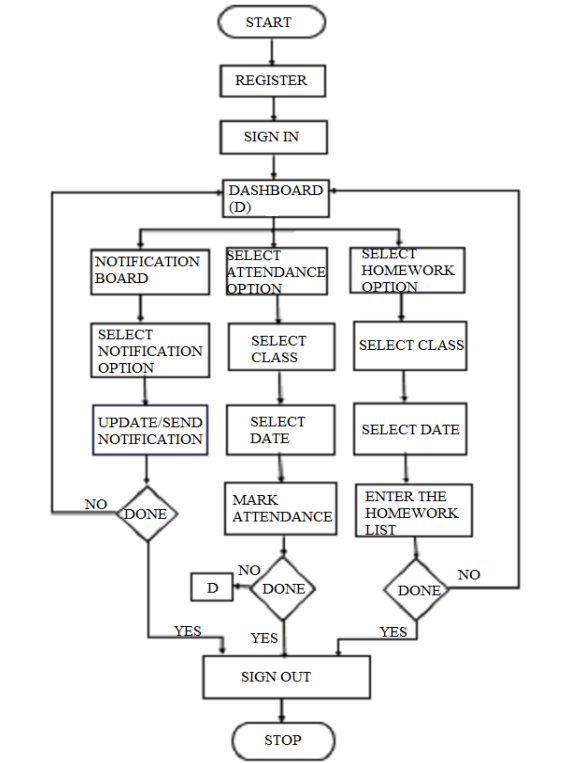 START
REGISTER
SIGN IN
DASHBOARD
(D)
NOTIFICATION
BOARD
SELECT
ATTENDANCE
OPTION
SELECT
HOMEWORK
OPTION
SELECT
NOTIFICATION
OPTION
SELECT
CLASS
SELECT CLASS
UPDATE/SEND
NOTIFICATION
SELECT
DATE
SELECT DATE
MARK
ATTENDANCE
ENTER THE
HOMEWORK
LIST
NO
DONE
NO
D
DONE
NO
DONE
YES
YES
YES
SIGN OUT
STOP